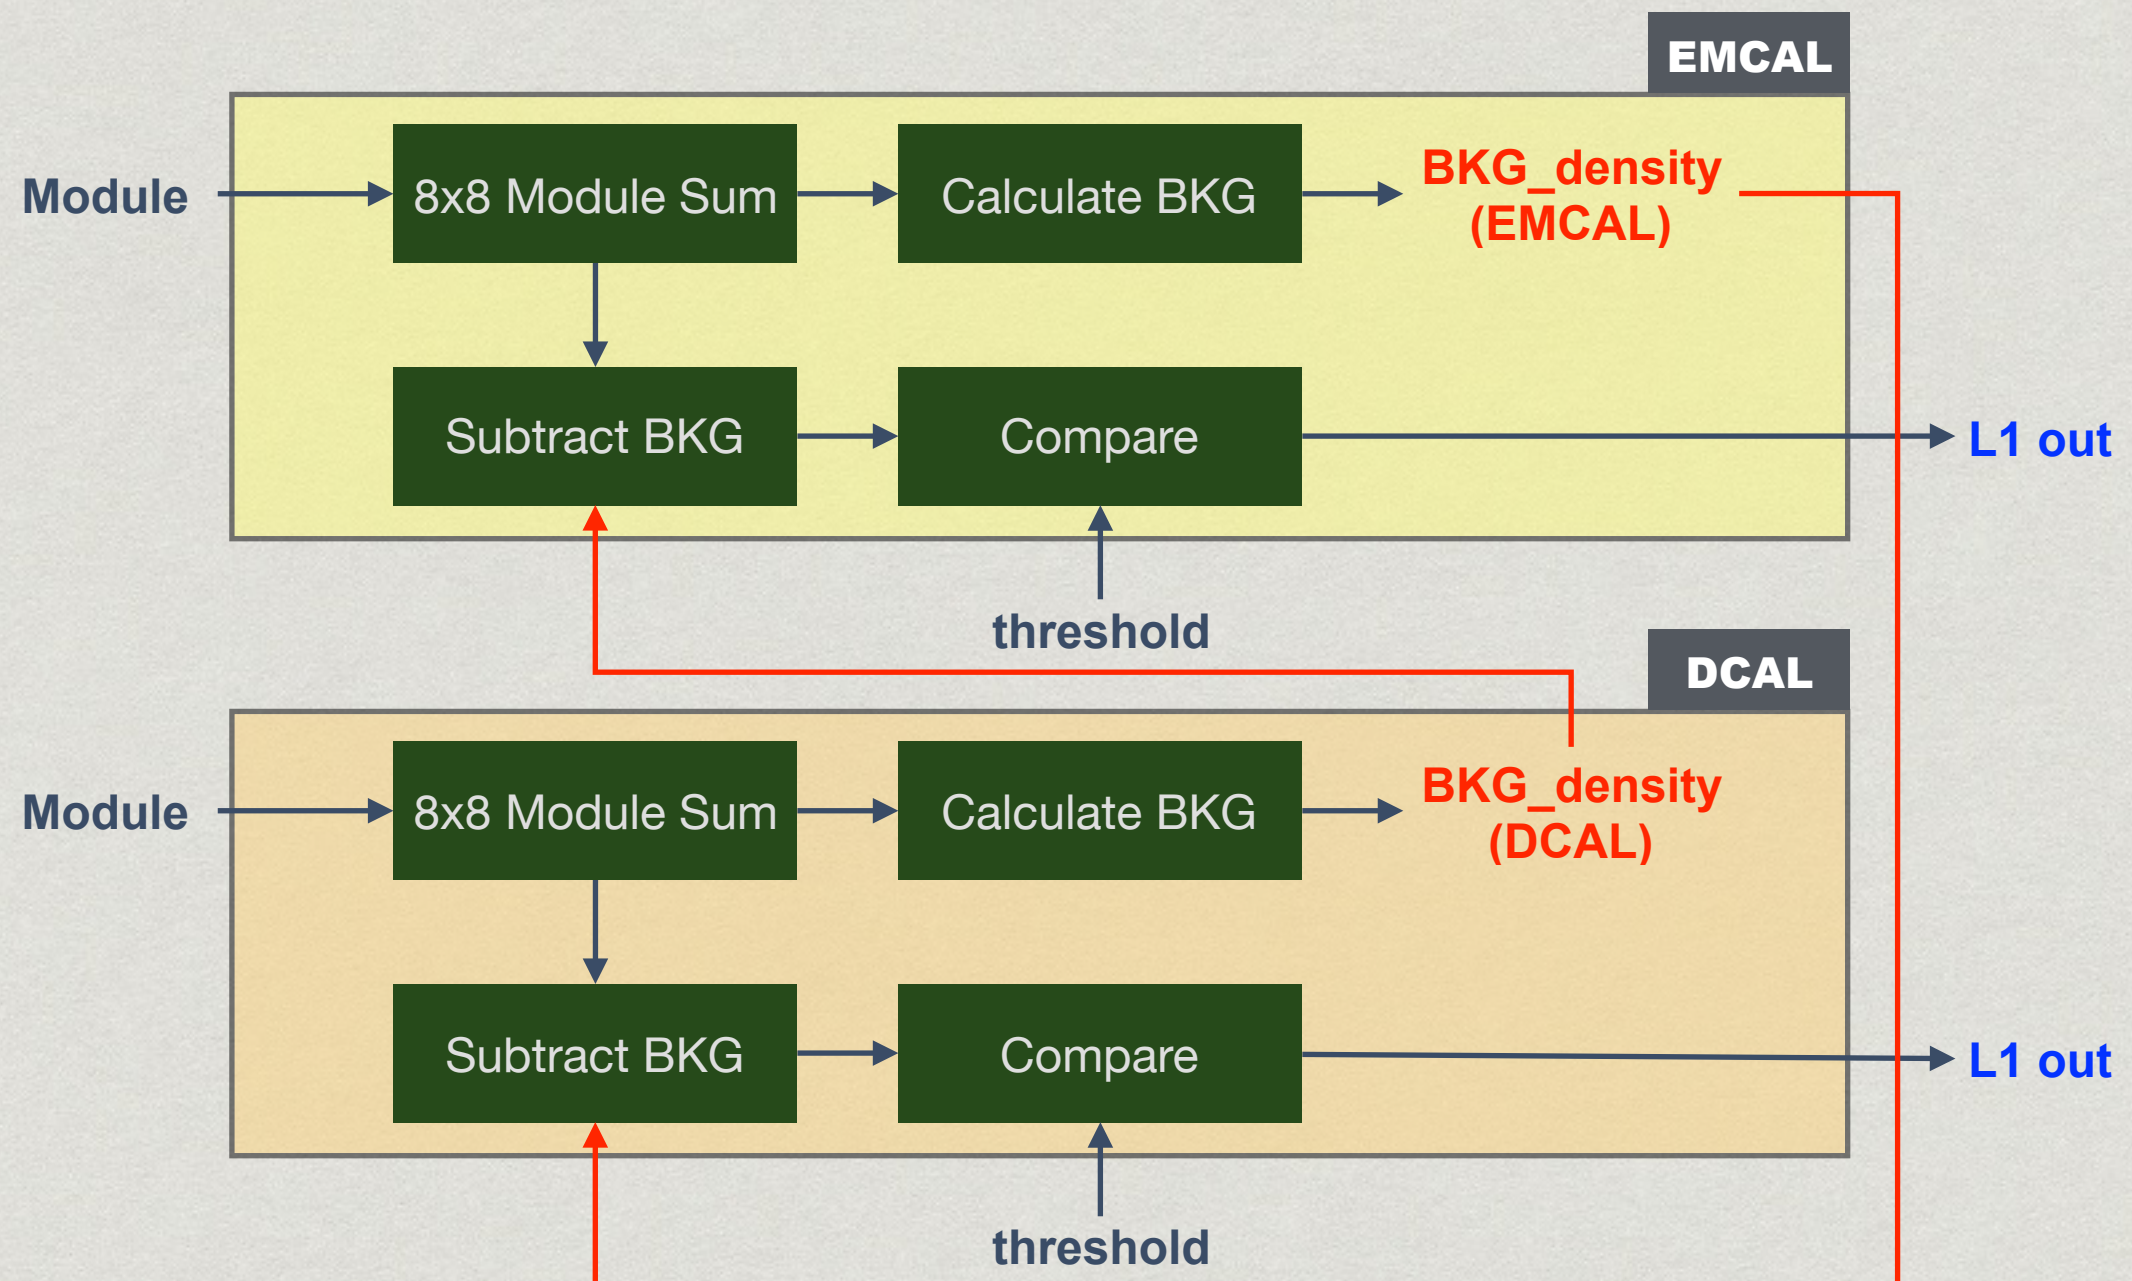 EMCAL
Module
8x8 Module Sum
Calculate BKG
BKG_density
(EMCAL)
Subtract BKG
Compare
L1 out
threshold
DCAL
Module
8x8 Module Sum
Calculate BKG
BKG_density
(DCAL)
Subtract BKG
Compare
L1 out
threshold